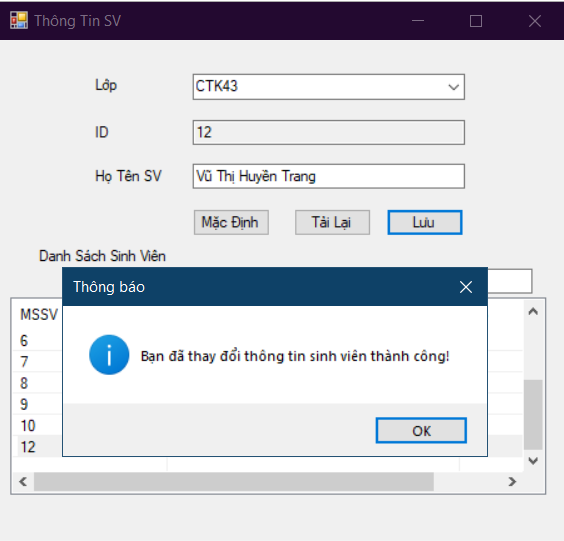 Thông Tin SV
Lớp
CTK43
ID
12
Họ Tên SV
Vũ Thị Huyền Trang
Mặc Định
Tải Lại
Lưu
Danh Sách Sinh Viên
Thông báo
Bạn đã thay đổi thông tin sinh viên thành công!
OK
MSSV
6
7
8
9
10
12